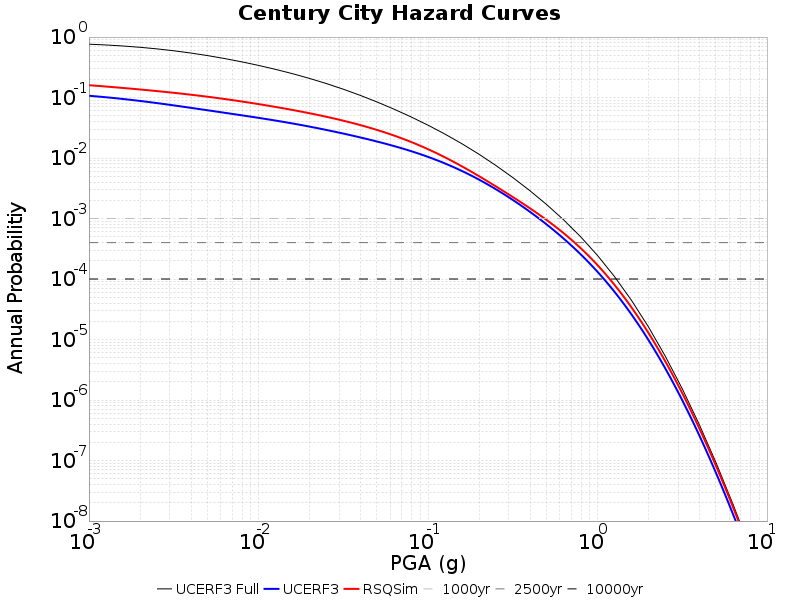 Century City Hazard Curves
10^0
10^-1
10^-2
10^-3
10^-4
10^-5
10^-6
10^-7
10^-8
Annual Probabilitiy
10^-3 10^-2 10^-1 10^0 10^1
PGA (g)
UCERF3 Full UCERF3 RSQSim 1000yr 2500yr 10000yr